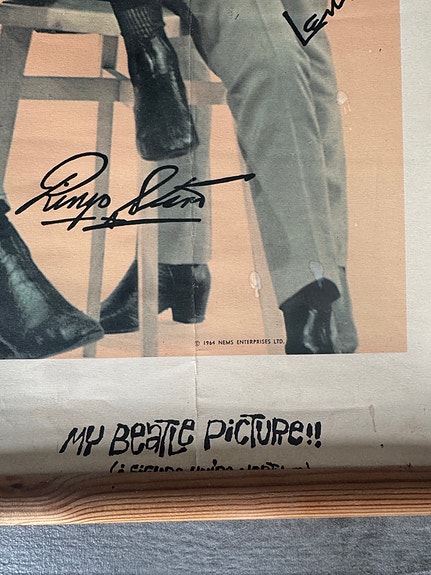 Ringo Starr
© 1964 NEMS ENTERPRISES LTD.
MY BEATLE PICTURE!!